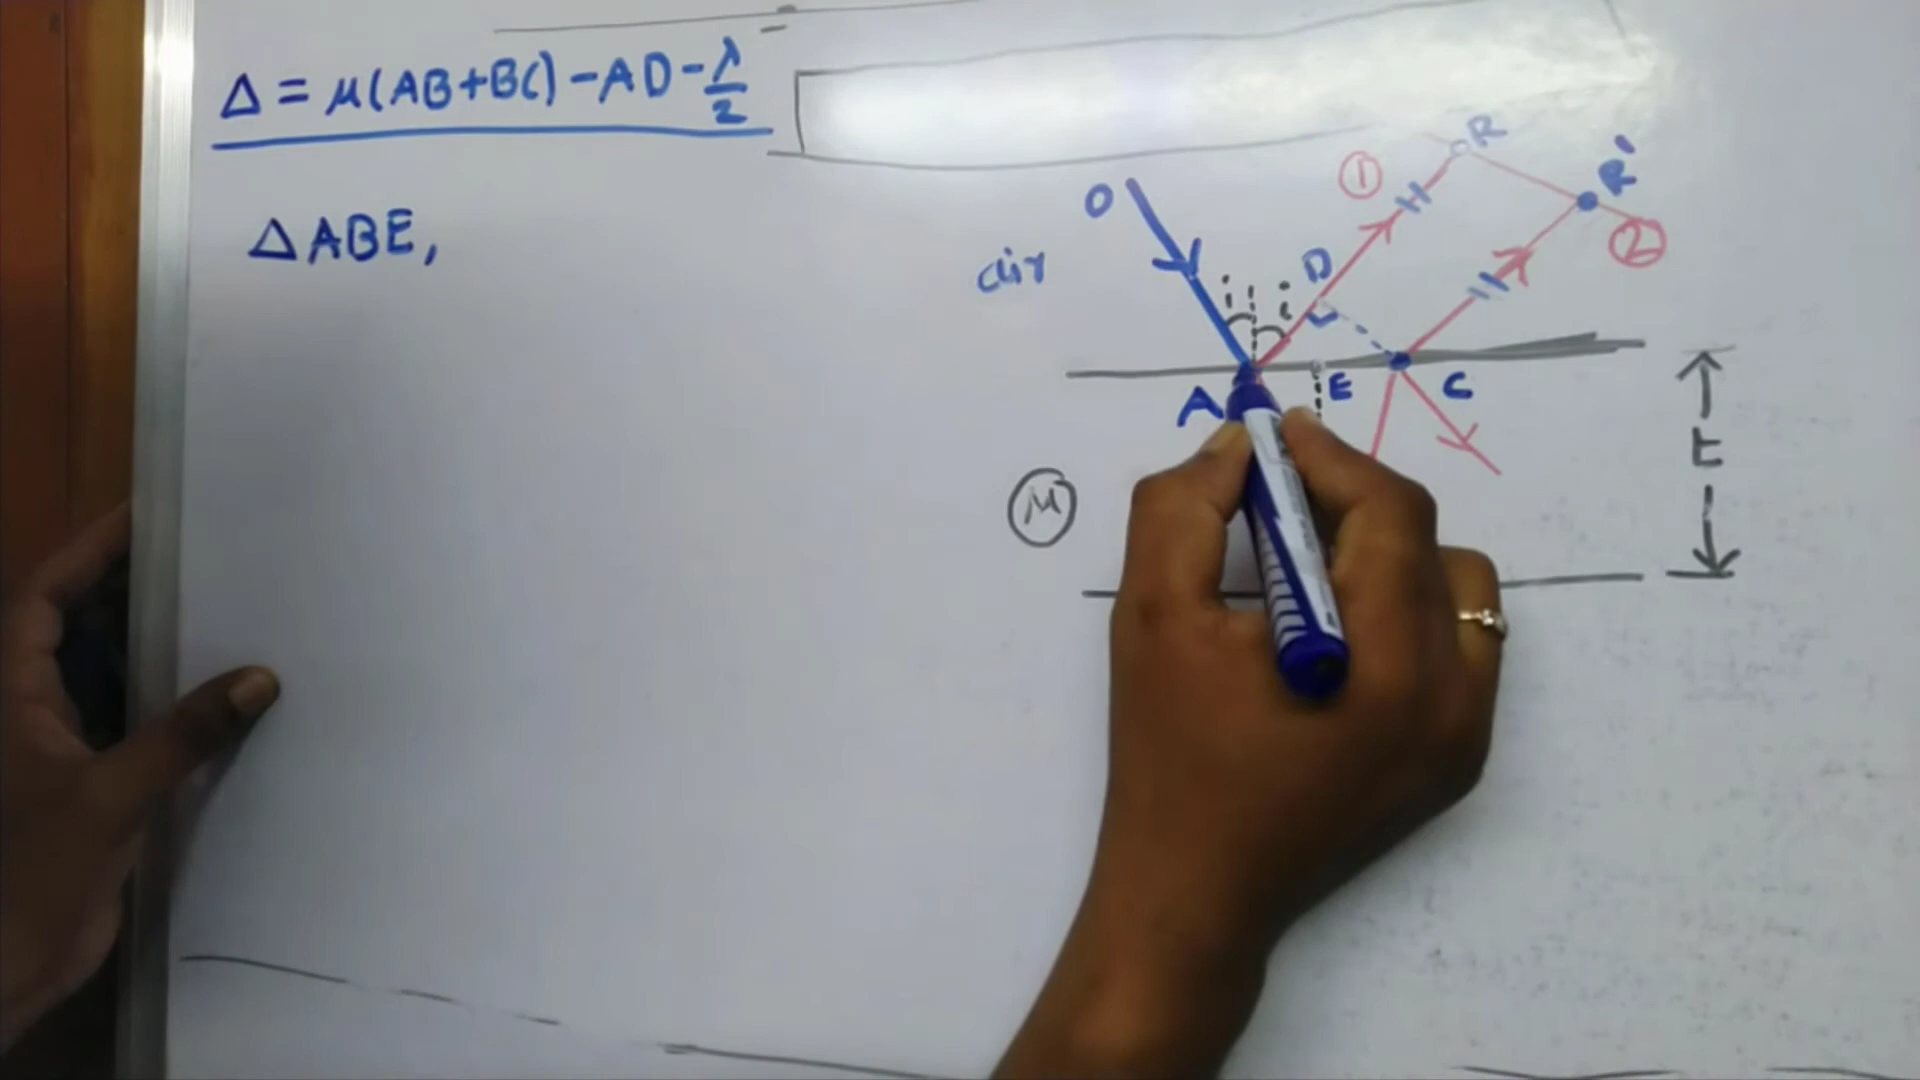 Δ = μ(AB+BC) - AD - λ/2
ΔABE,
R
①
R'
O
②
D
air
i
i
E
A
C
t
μ